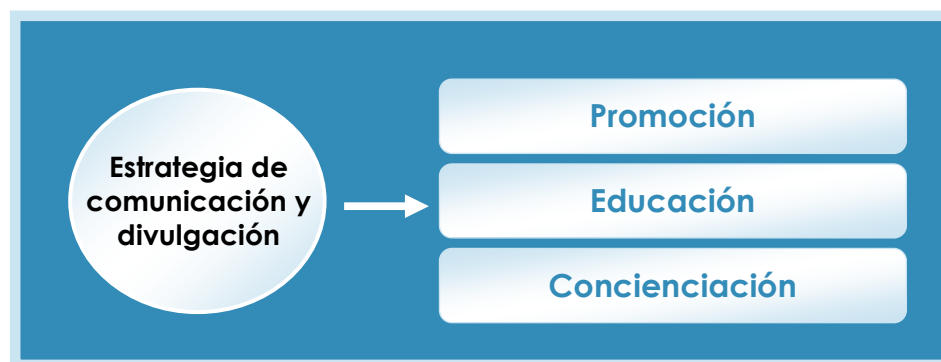 Estrategia de
comunicación y
divulgación
Promoción
Educación
Concienciación